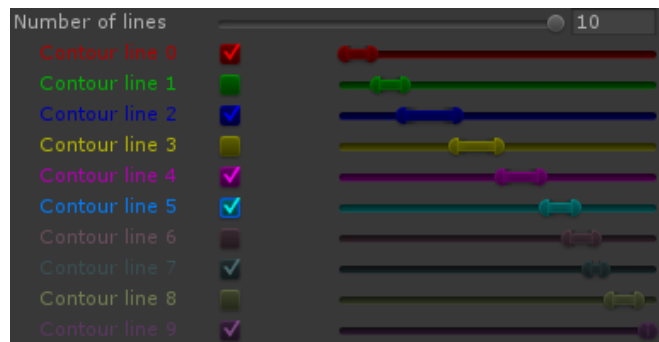 Number of lines 10
Contour line 0
Contour line 1
Contour line 2
Contour line 3
Contour line 4
Contour line 5
Contour line 6
Contour line 7
Contour line 8
Contour line 9